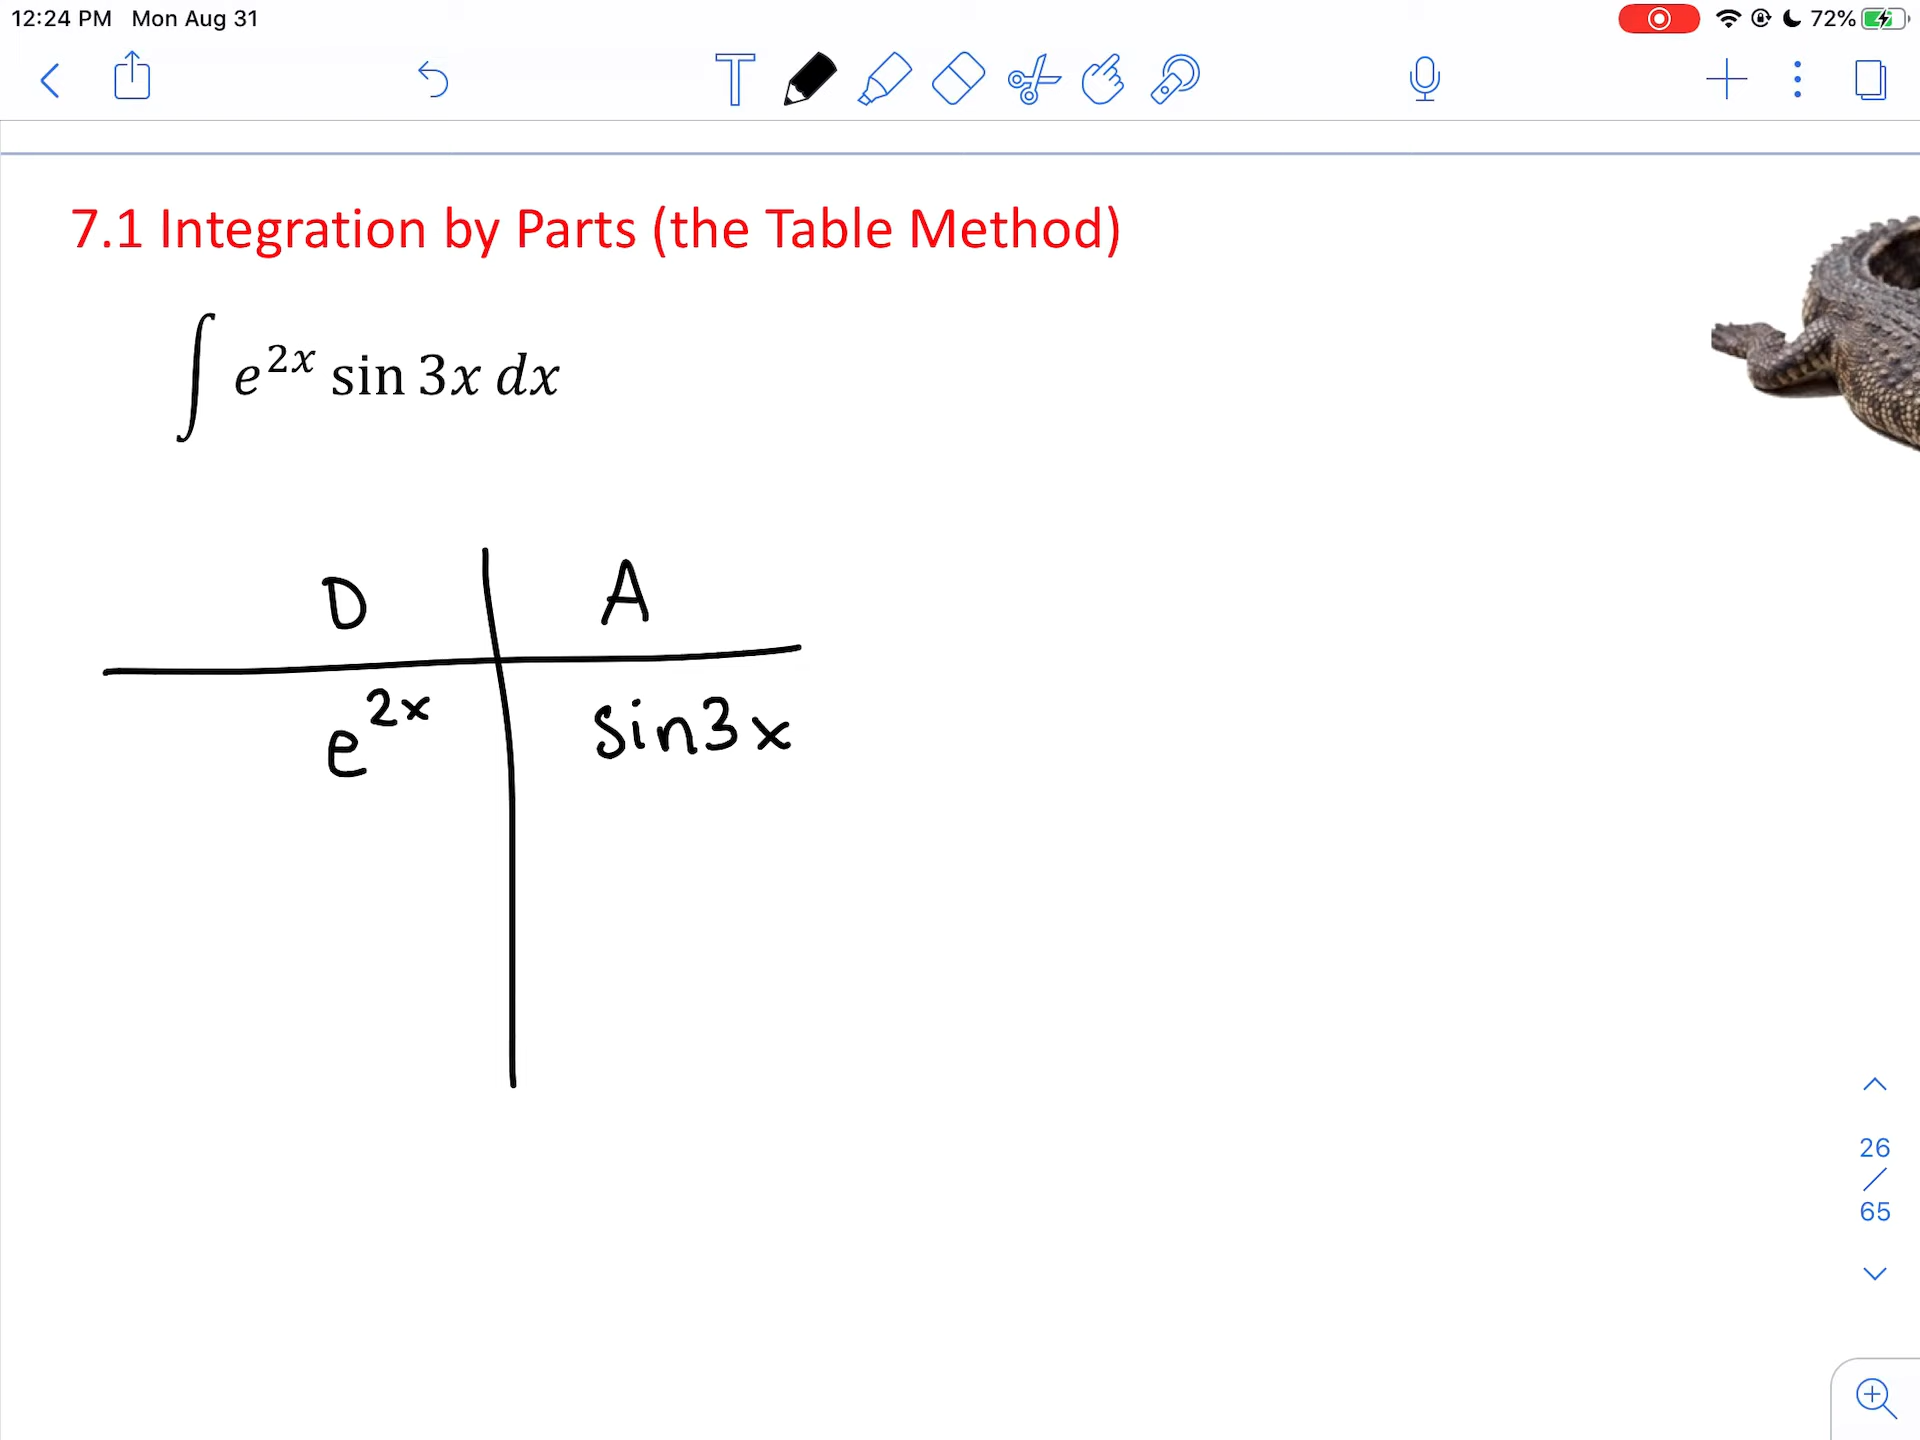 12:24 PM Mon Aug 31
72%
T
7.1 Integration by Parts (the Table Method)
∫ e^{2x} sin 3x dx
D A
e^{2x} sin3x
26
/
65